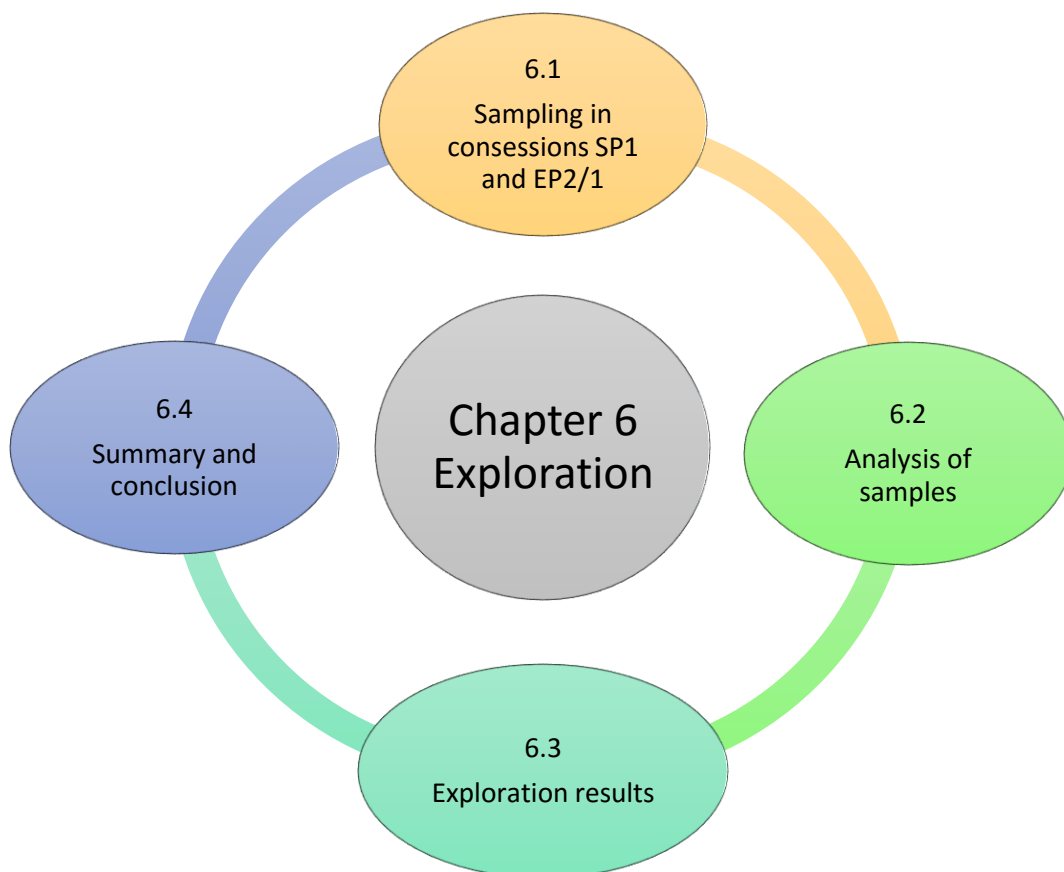 6.1
Sampling in
consessions SP1
and EP2/1
6.4
Summary and
conclusion
Chapter 6
Exploration
6.2
Analysis of
samples
6.3
Exploration results